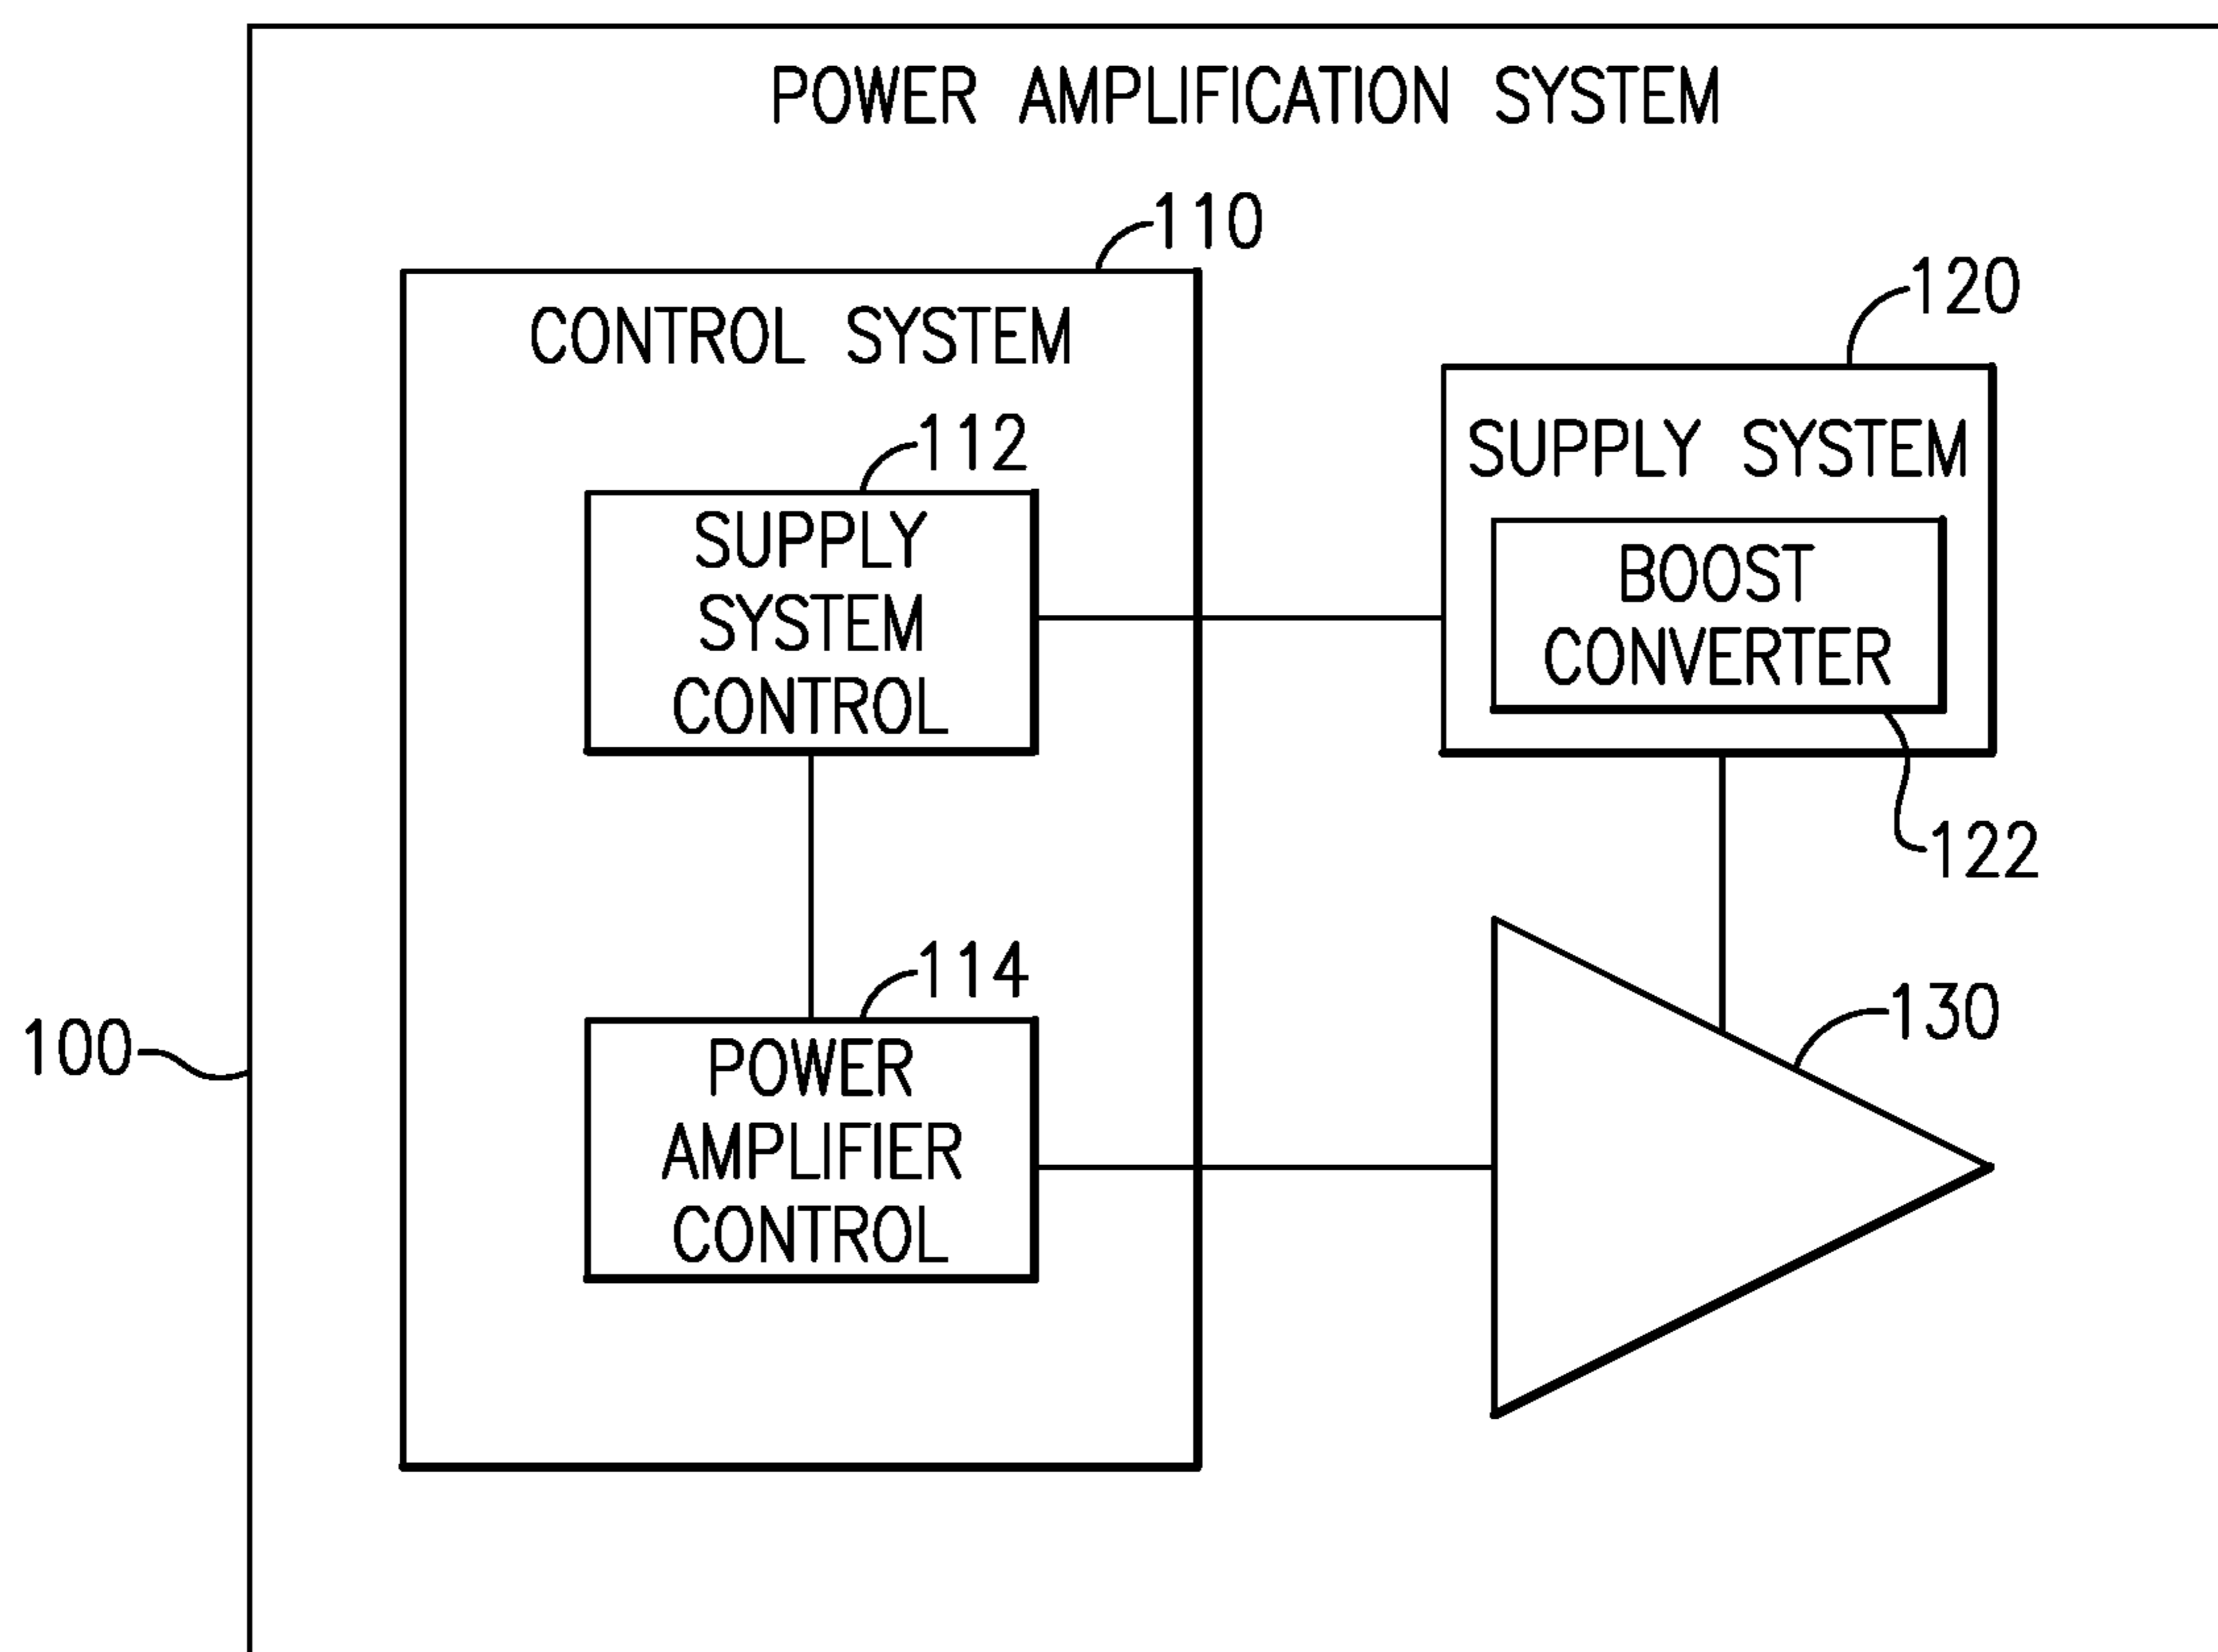 POWER AMPLIFICATION SYSTEM
110
CONTROL SYSTEM
120
SUPPLY SYSTEM
112
SUPPLY
SYSTEM
CONTROL
BOOST
CONVERTER
122
114
POWER
AMPLIFIER
CONTROL
130
100